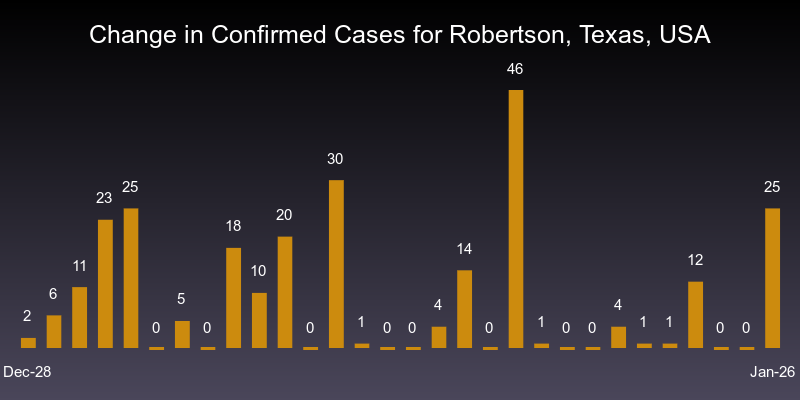 Change in Confirmed Cases for Robertson, Texas, USA
2 6 11 23 25 0 5 0 18 10 20 0 30 1 0 0 4 14 0 46 1 0 0 4 1 1 12 0 0 25
Dec-28 Jan-26